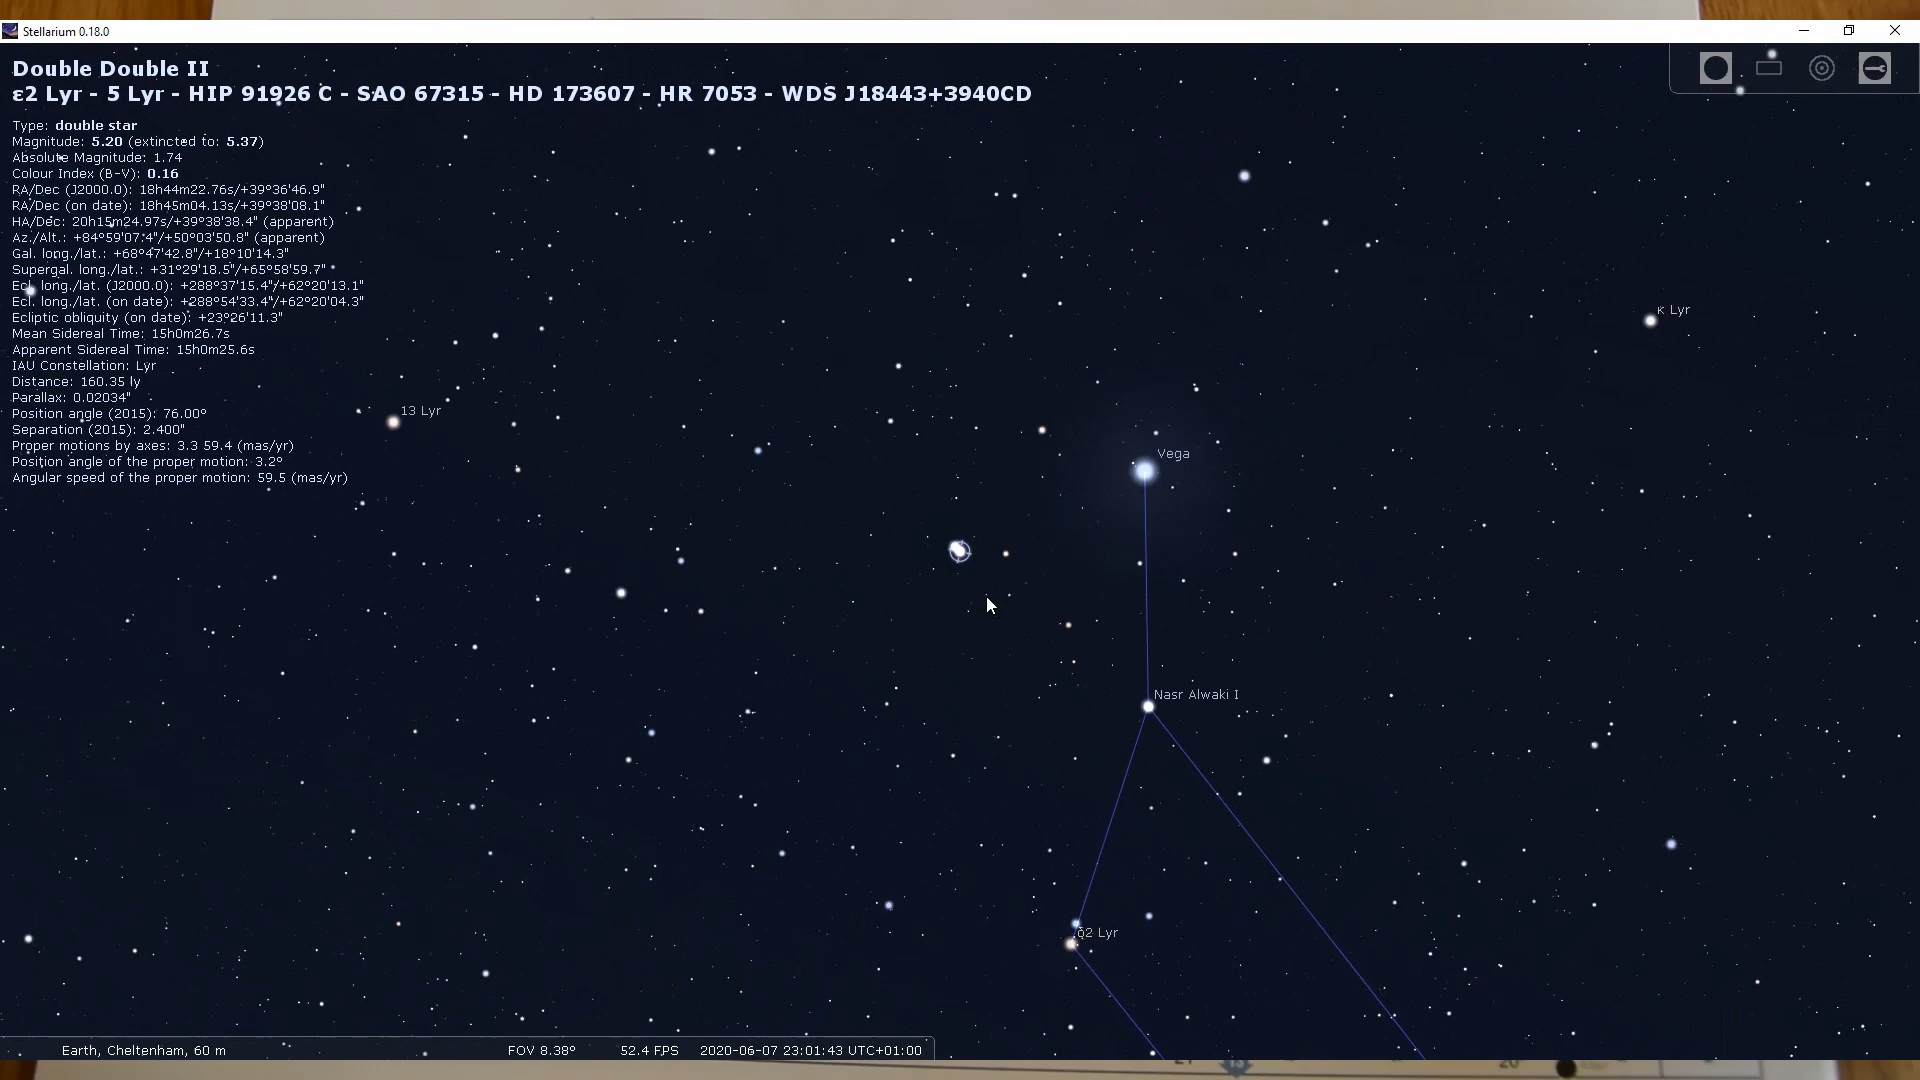 Stellarium 0.18.0
Double Double II
ε2 Lyr - 5 Lyr - HIP 91926 C - SAO 67315 - HD 173607 - HR 7053 - WDS J18443+3940CD
Type: double star
Magnitude: 5.20 (extincted to: 5.37)
Absolute Magnitude: 1.74
Colour Index (B-V): 0.16
RA/Dec (J2000.0): 18h44m22.76s/+39°36'46.9"
RA/Dec (on date): 18h45m04.13s/+39°38'08.1"
HA/Dec: 20h15m24.97s/+39°38'38.4" (apparent)
Az./Alt.: +84°59'07.4"/+50°03'50.8" (apparent)
Gal. long./lat.: +68°47'42.8"/+18°10'14.3"
Supergal. long./lat.: +31°29'18.5"/+65°58'59.7"
Ecl. long./lat. (J2000.0): +288°37'15.4"/+62°20'13.1"
Ecl. long./lat. (on date): +288°54'33.4"/+62°20'04.3"
Ecliptic obliquity (on date): +23°26'11.3"
Mean Sidereal Time: 15h0m26.7s
Apparent Sidereal Time: 15h0m25.6s
IAU Constellation: Lyr
Distance: 160.35 ly
Parallax: 0.02034"
Position angle (2015): 76.00°
Separation (2015): 2.400"
Proper motions by axes: 3.3 59.4 (mas/yr)
Position angle of the proper motion: 3.2°
Angular speed of the proper motion: 59.5 (mas/yr)
κ Lyr
13 Lyr
Vega
Nasr Alwaki I
δ2 Lyr
Earth, Cheltenham, 60 m
FOV 8.38°
52.4 FPS
2020-06-07 23:01:43 UTC+01:00